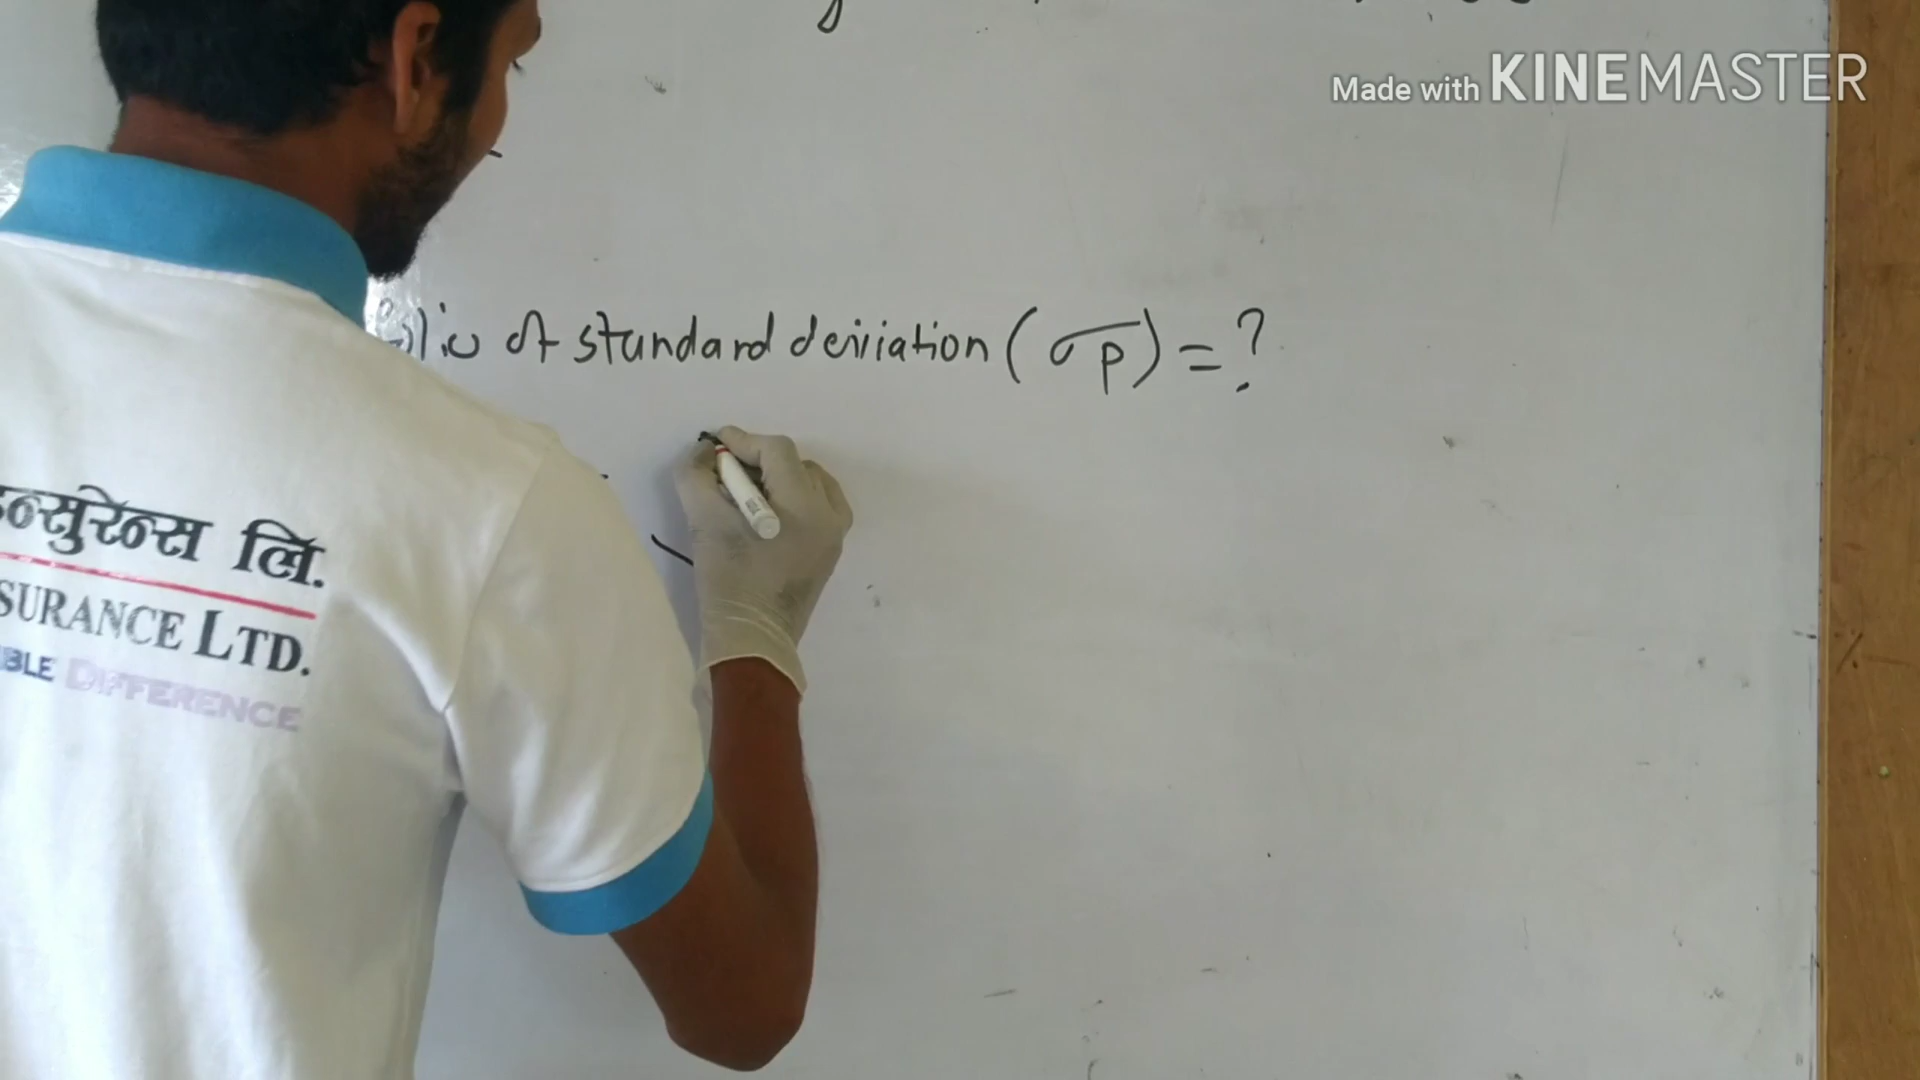 Made with KINEMASTER
of standard deviation (σp) = ?
न्सुरेन्स लि.
SURANCE LTD.
BLE DIFFERENCE